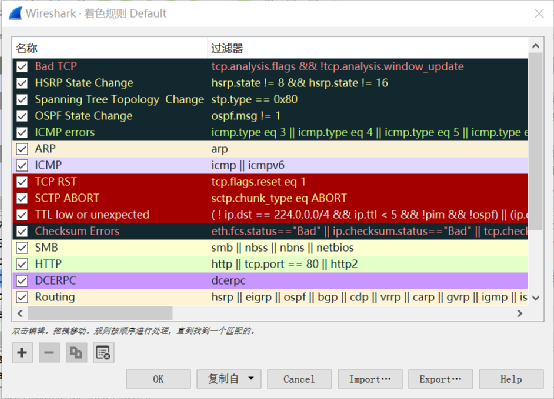 Wireshark · 着色规则 Default
名称 过滤器
Bad TCP tcp.analysis.flags && !tcp.analysis.window_update
HSRP State Change hsrp.state != 8 && hsrp.state != 16
Spanning Tree Topology Change stp.type == 0x80
OSPF State Change ospf.msg != 1
ICMP errors icmp.type eq 3 || icmp.type eq 4 || icmp.type eq 5 || icmp.type e
ARP arp
ICMP icmp || icmpv6
TCP RST tcp.flags.reset eq 1
SCTP ABORT sctp.chunk_type eq ABORT
TTL low or unexpected ( ! ip.dst == 224.0.0.0/4 && ip.ttl < 5 && !pim && !ospf) || (ip.
Checksum Errors eth.fcs.status=="Bad" || ip.checksum.status=="Bad" || tcp.che
SMB smb || nbss || nbns || netbios
HTTP http || tcp.port == 80 || http2
DCERPC dcerpc
Routing hsrp || eigrp || ospf || bgp || cdp || vrrp || carp || gvrp || igmp || is
双击编辑。拖拽移动。规则按顺序进行处理，直到找到一个匹配的。
OK 复制自 Cancel Import… Export… Help